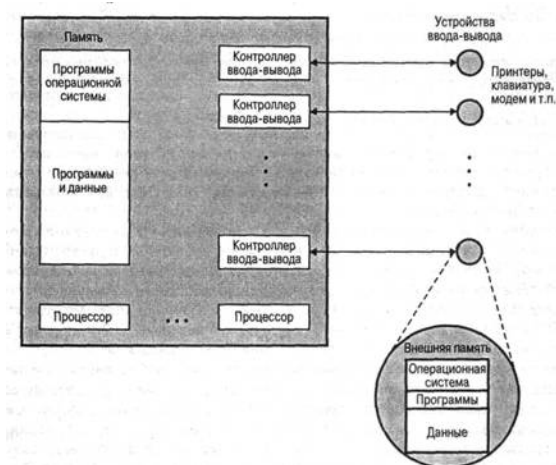 Память
Программы
операционной
системы
Программы
и данные
Контроллер
ввода-вывода
Контроллер
ввода-вывода
Контроллер
ввода-вывода
Процессор
...
Процессор
Устройства
ввода-вывода
Принтеры,
клавиатура,
модем и т.п.
Внешняя память
Операционная
система
Программы
Данные